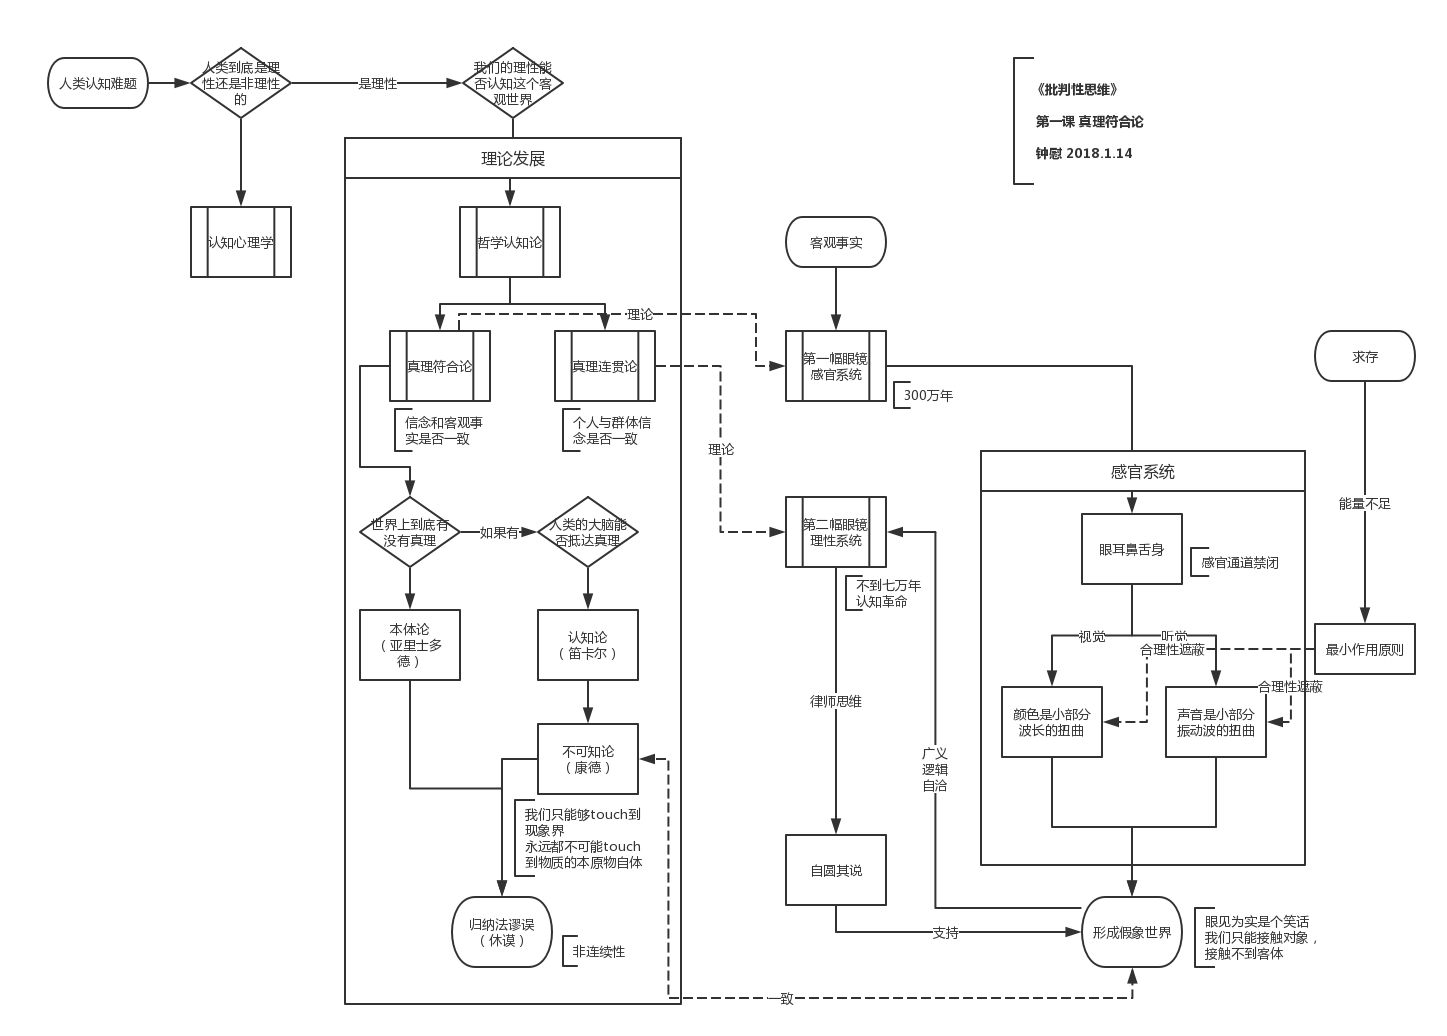 人类认知难题
人类到底是理
性还是非理性
的
是理性
我们的理性能
否认知这个客
观世界
《批判性思维》
第一课 真理符合论
钟慰 2018.1.14
理论发展
认知心理学
哲学认知论
客观事实
理论
真理符合论
真理连贯论
第一幅眼镜
感官系统
求存
300万年
信念和客观事
实是否一致
个人与群体信
念是否一致
理论
感官系统
能量不足
世界上到底有
没有真理
如果有
人类的大脑能
否抵达真理
第二幅眼镜
理性系统
眼耳鼻舌身
感官通道禁闭
不到七万年
认知革命
本体论
（亚里士多
德）
认知论
（笛卡尔）
视觉
听觉
合理性遮蔽
最小作用原则
合理性遮蔽
律师思维
颜色是小部分
波长的扭曲
声音是小部分
振动波的扭曲
不可知论
（康德）
广义
逻辑
自洽
我们只能够touch到
现象界
永远都不可能touch
到物质的本原物自体
自圆其说
归纳法谬误
（休谟）
非连续性
支持
形成假象世界
眼见为实是个笑话
我们只能接触对象，
接触不到客体
一致